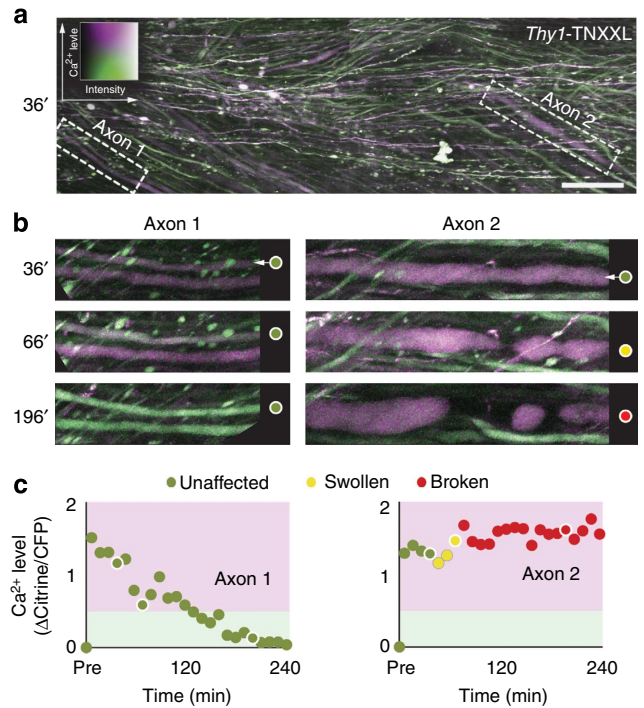 a
Thy1-TNXXL
Ca2+ levle
Intensity
36′
Axon 1
Axon 2
b
Axon 1
Axon 2
36′
66′
196′
c
Unaffected
Swollen
Broken
Ca2+ level
(ΔCitrine/CFP)
2
1
0
Axon 1
Pre
120
240
Time (min)
2
1
0
Axon 2
Pre
120
240
Time (min)